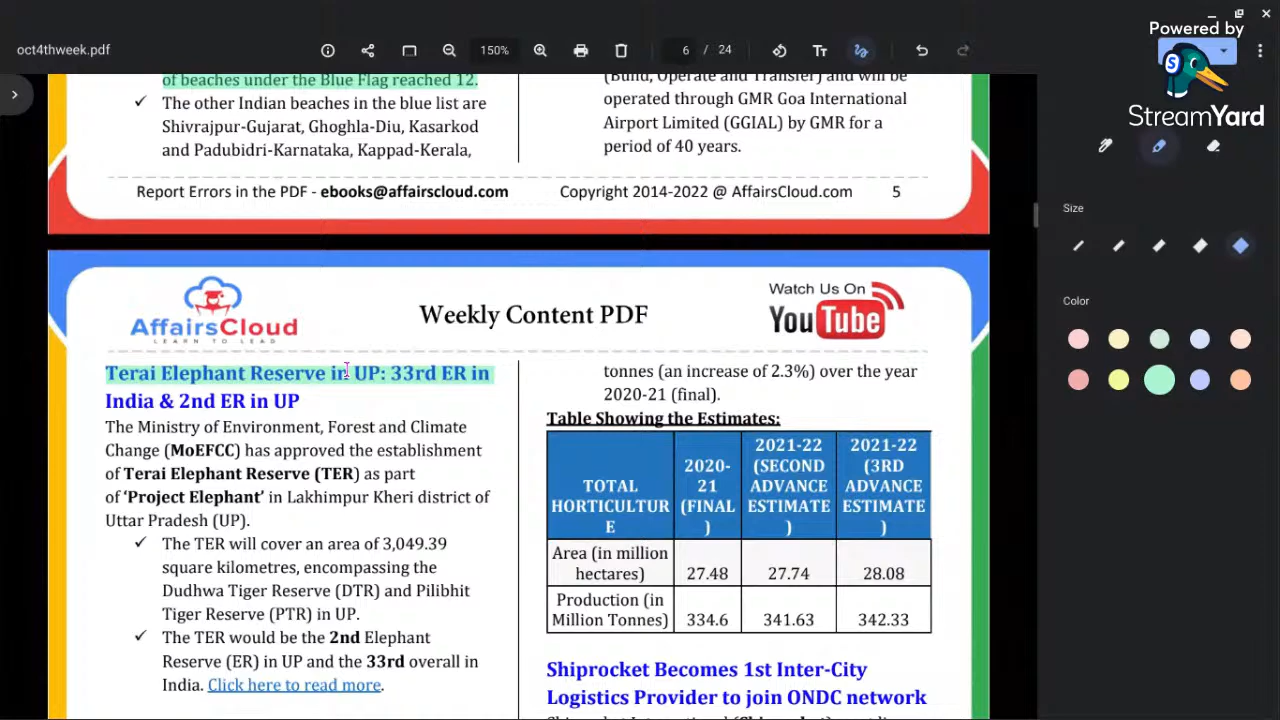 oct4thweek.pdf
150%
6 / 24
Powered by
StreamYard
of beaches under the Blue Flag reached 12.
✓ The other Indian beaches in the blue list are
Shivrajpur-Gujarat, Ghoghla-Diu, Kasarkod
and Padubidri-Karnataka, Kappad-Kerala,
(Build, Operate and Transfer) and will be
operated through GMR Goa International
Airport Limited (GGIAL) by GMR for a
period of 40 years.
Report Errors in the PDF - ebooks@affairscloud.com
Copyright 2014-2022 @ AffairsCloud.com 5
AffairsCloud
LEARN TO LEAD
Weekly Content PDF
Watch Us On
YouTube
Terai Elephant Reserve in UP: 33rd ER in
India & 2nd ER in UP
The Ministry of Environment, Forest and Climate
Change (MoEFCC) has approved the establishment
of Terai Elephant Reserve (TER) as part
of ‘Project Elephant’ in Lakhimpur Kheri district of
Uttar Pradesh (UP).
✓ The TER will cover an area of 3,049.39
square kilometres, encompassing the
Dudhwa Tiger Reserve (DTR) and Pilibhit
Tiger Reserve (PTR) in UP.
✓ The TER would be the 2nd Elephant
Reserve (ER) in UP and the 33rd overall in
India. Click here to read more.
tonnes (an increase of 2.3%) over the year
2020-21 (final).
Table Showing the Estimates:
TOTAL
HORTICULTUR
E
2020-
21
(FINAL
)
2021-22
(SECOND
ADVANCE
ESTIMATE
)
2021-22
(3RD
ADVANCE
ESTIMATE
)
Area (in million
hectares) 27.48 27.74 28.08
Production (in
Million Tonnes) 334.6 341.63 342.33
Shiprocket Becomes 1st Inter-City
Logistics Provider to join ONDC network
Size
Color